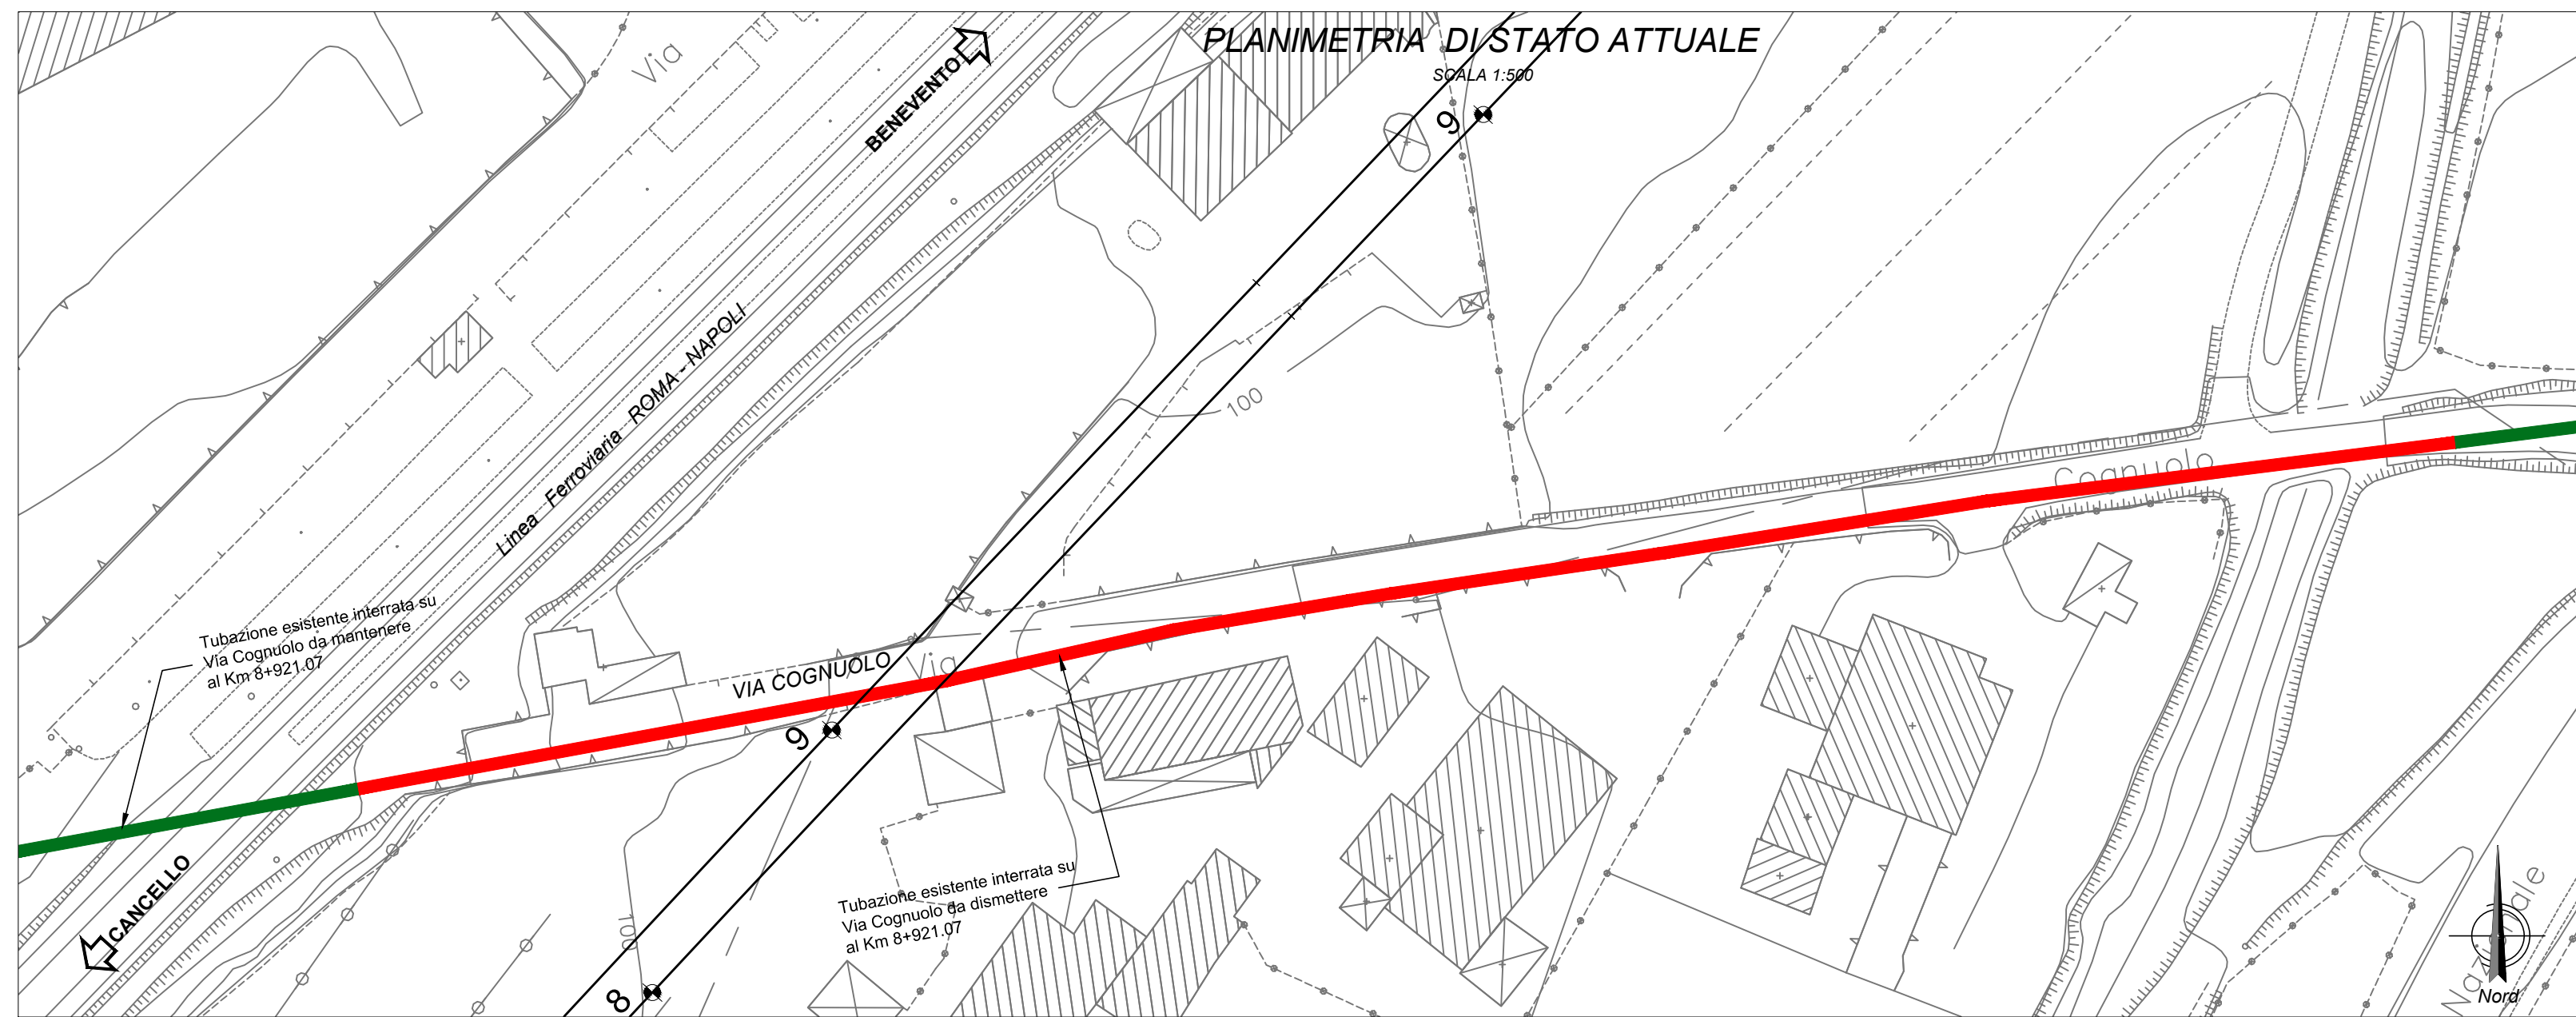 PLANIMETRIA DI STATO ATTUALE
SCALA 1:500
Via
BENEVENTO
9
Linea Ferroviaria ROMA - NAPOLI
100
Cognuolo
Tubazione esistente interrata su
Via Cognuolo da mantenere
al Km 8+921.07
VIA COGNUOLO
Via
9
CANCELLO
Tubazione esistente interrata su
Via Cognuolo da dismettere
al Km 8+921.07
100
8
Nazionale
Nord